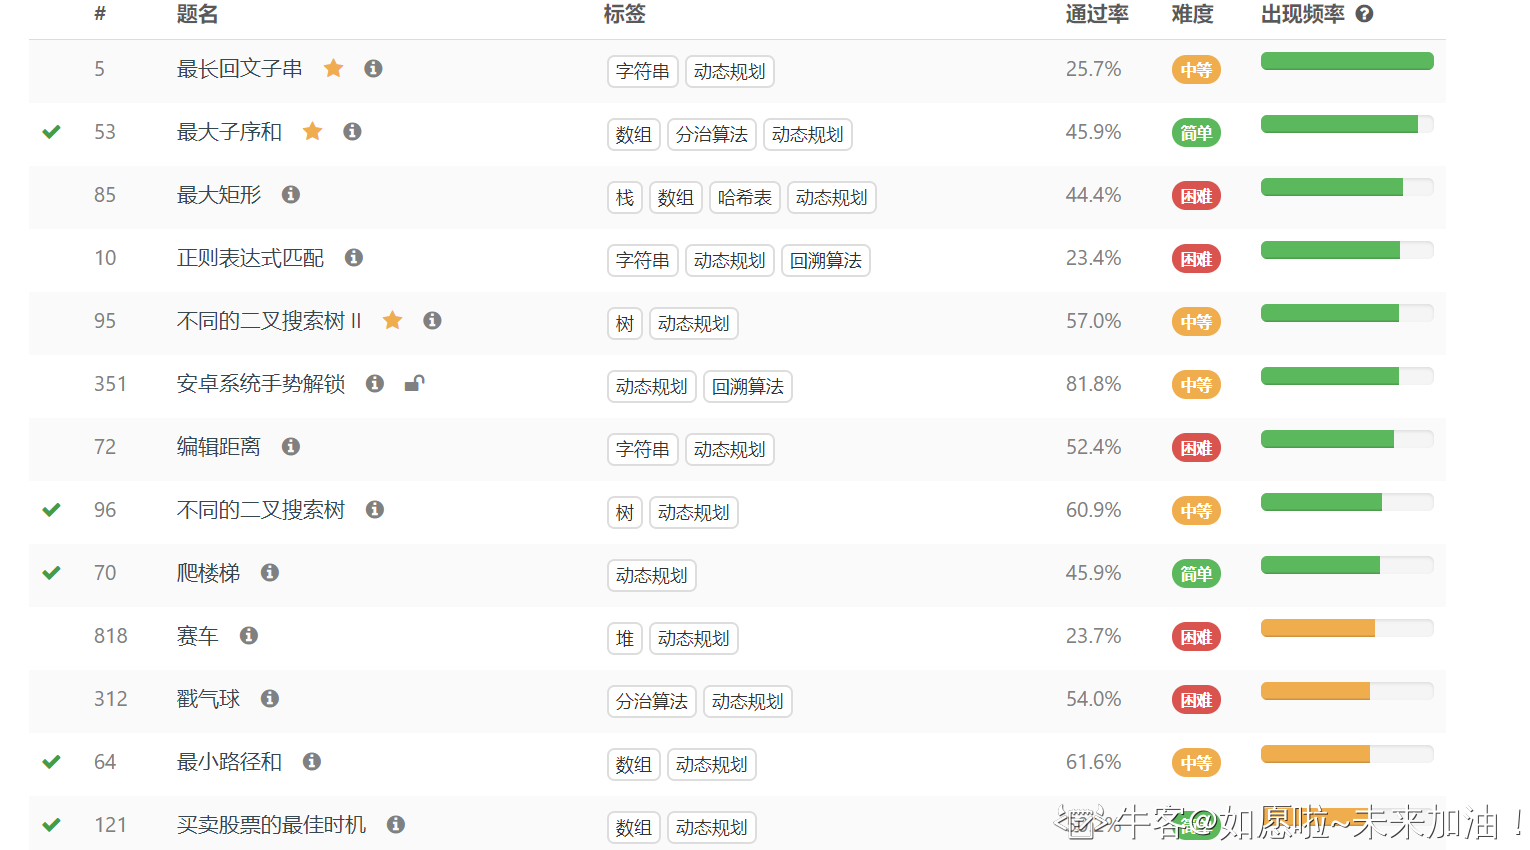 # 题名 标签 通过率 难度 出现频率
5 最长回文子串 字符串 动态规划 25.7% 中等
53 最大子序和 数组 分治算法 动态规划 45.9% 简单
85 最大矩形 栈 数组 哈希表 动态规划 44.4% 困难
10 正则表达式匹配 字符串 动态规划 回溯算法 23.4% 困难
95 不同的二叉搜索树 II 树 动态规划 57.0% 中等
351 安卓系统手势解锁 动态规划 回溯算法 81.8% 中等
72 编辑距离 字符串 动态规划 52.4% 困难
96 不同的二叉搜索树 树 动态规划 60.9% 中等
70 爬楼梯 动态规划 45.9% 简单
818 赛车 堆 动态规划 23.7% 困难
312 戳气球 分治算法 动态规划 54.0% 困难
64 最小路径和 数组 动态规划 61.6% 中等
121 买卖股票的最佳时机 数组 动态规划
牛客@如愿啦~未来加油!